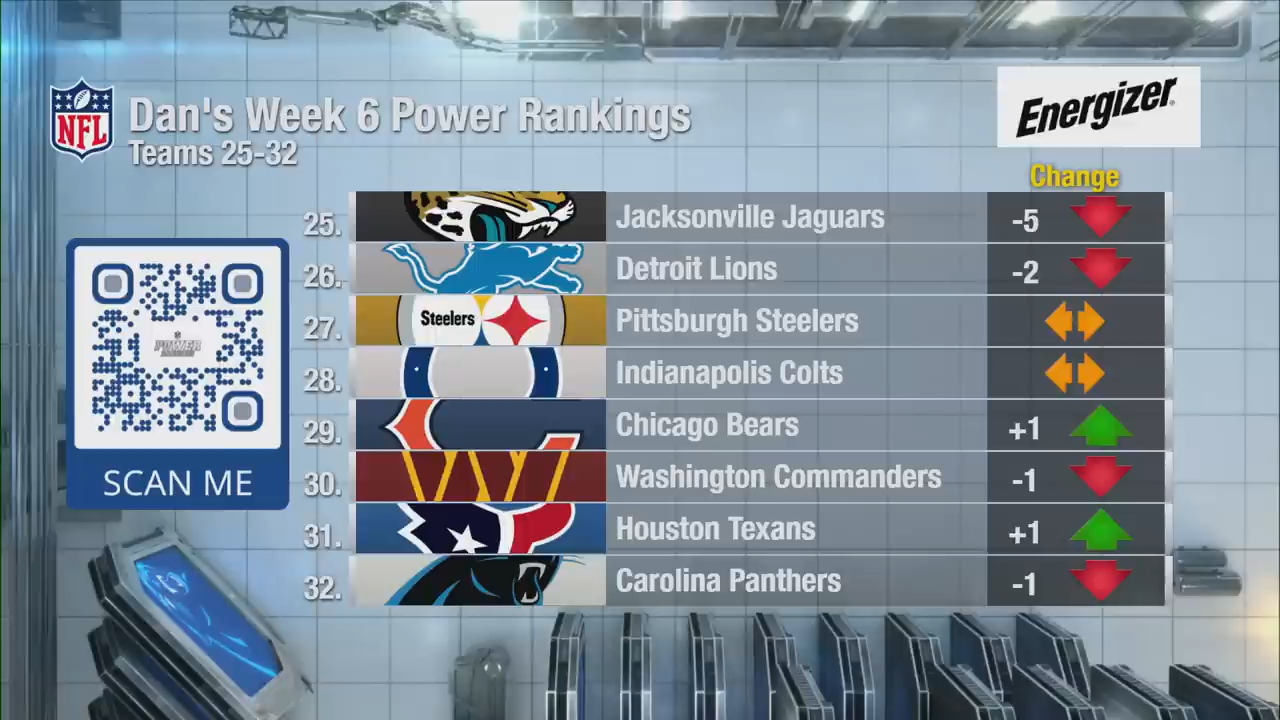 NFL
Dan's Week 6 Power Rankings
Teams 25-32
Energizer
Change
25. Jacksonville Jaguars -5
26. Detroit Lions -2
27. Steelers Pittsburgh Steelers
28. Indianapolis Colts
29. Chicago Bears +1
30. Washington Commanders -1
31. Houston Texans +1
32. Carolina Panthers -1
POWER
SCAN ME